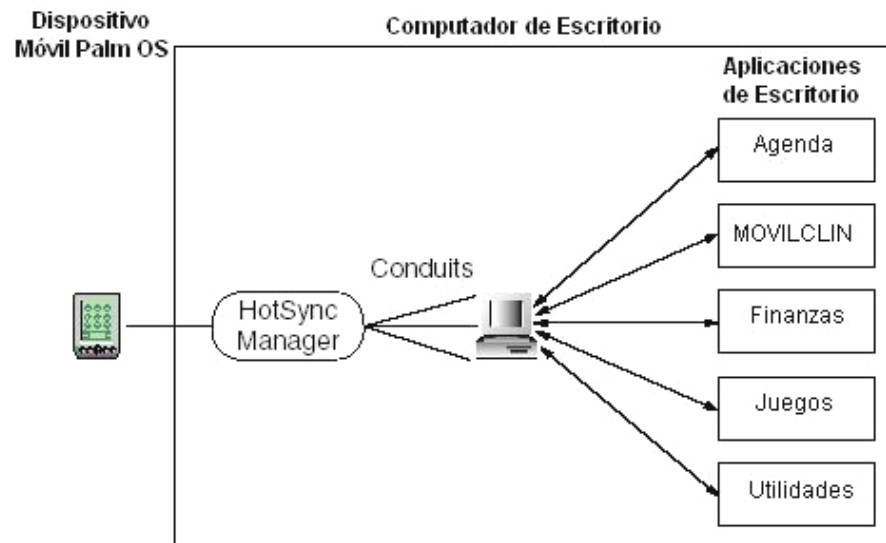 Dispositivo
Móvil Palm OS
Computador de Escritorio
Aplicaciones
de Escritorio
Agenda
MOVILCLIN
Conduits
HotSync
Manager
Finanzas
Juegos
Utilidades